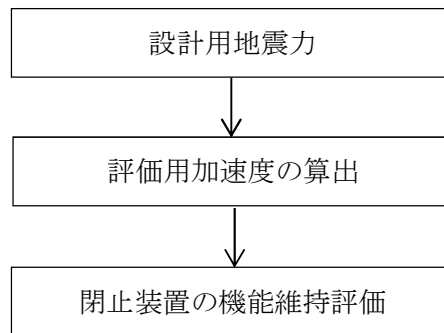 設計用地震力
評価用加速度の算出
閉止装置の機能維持評価